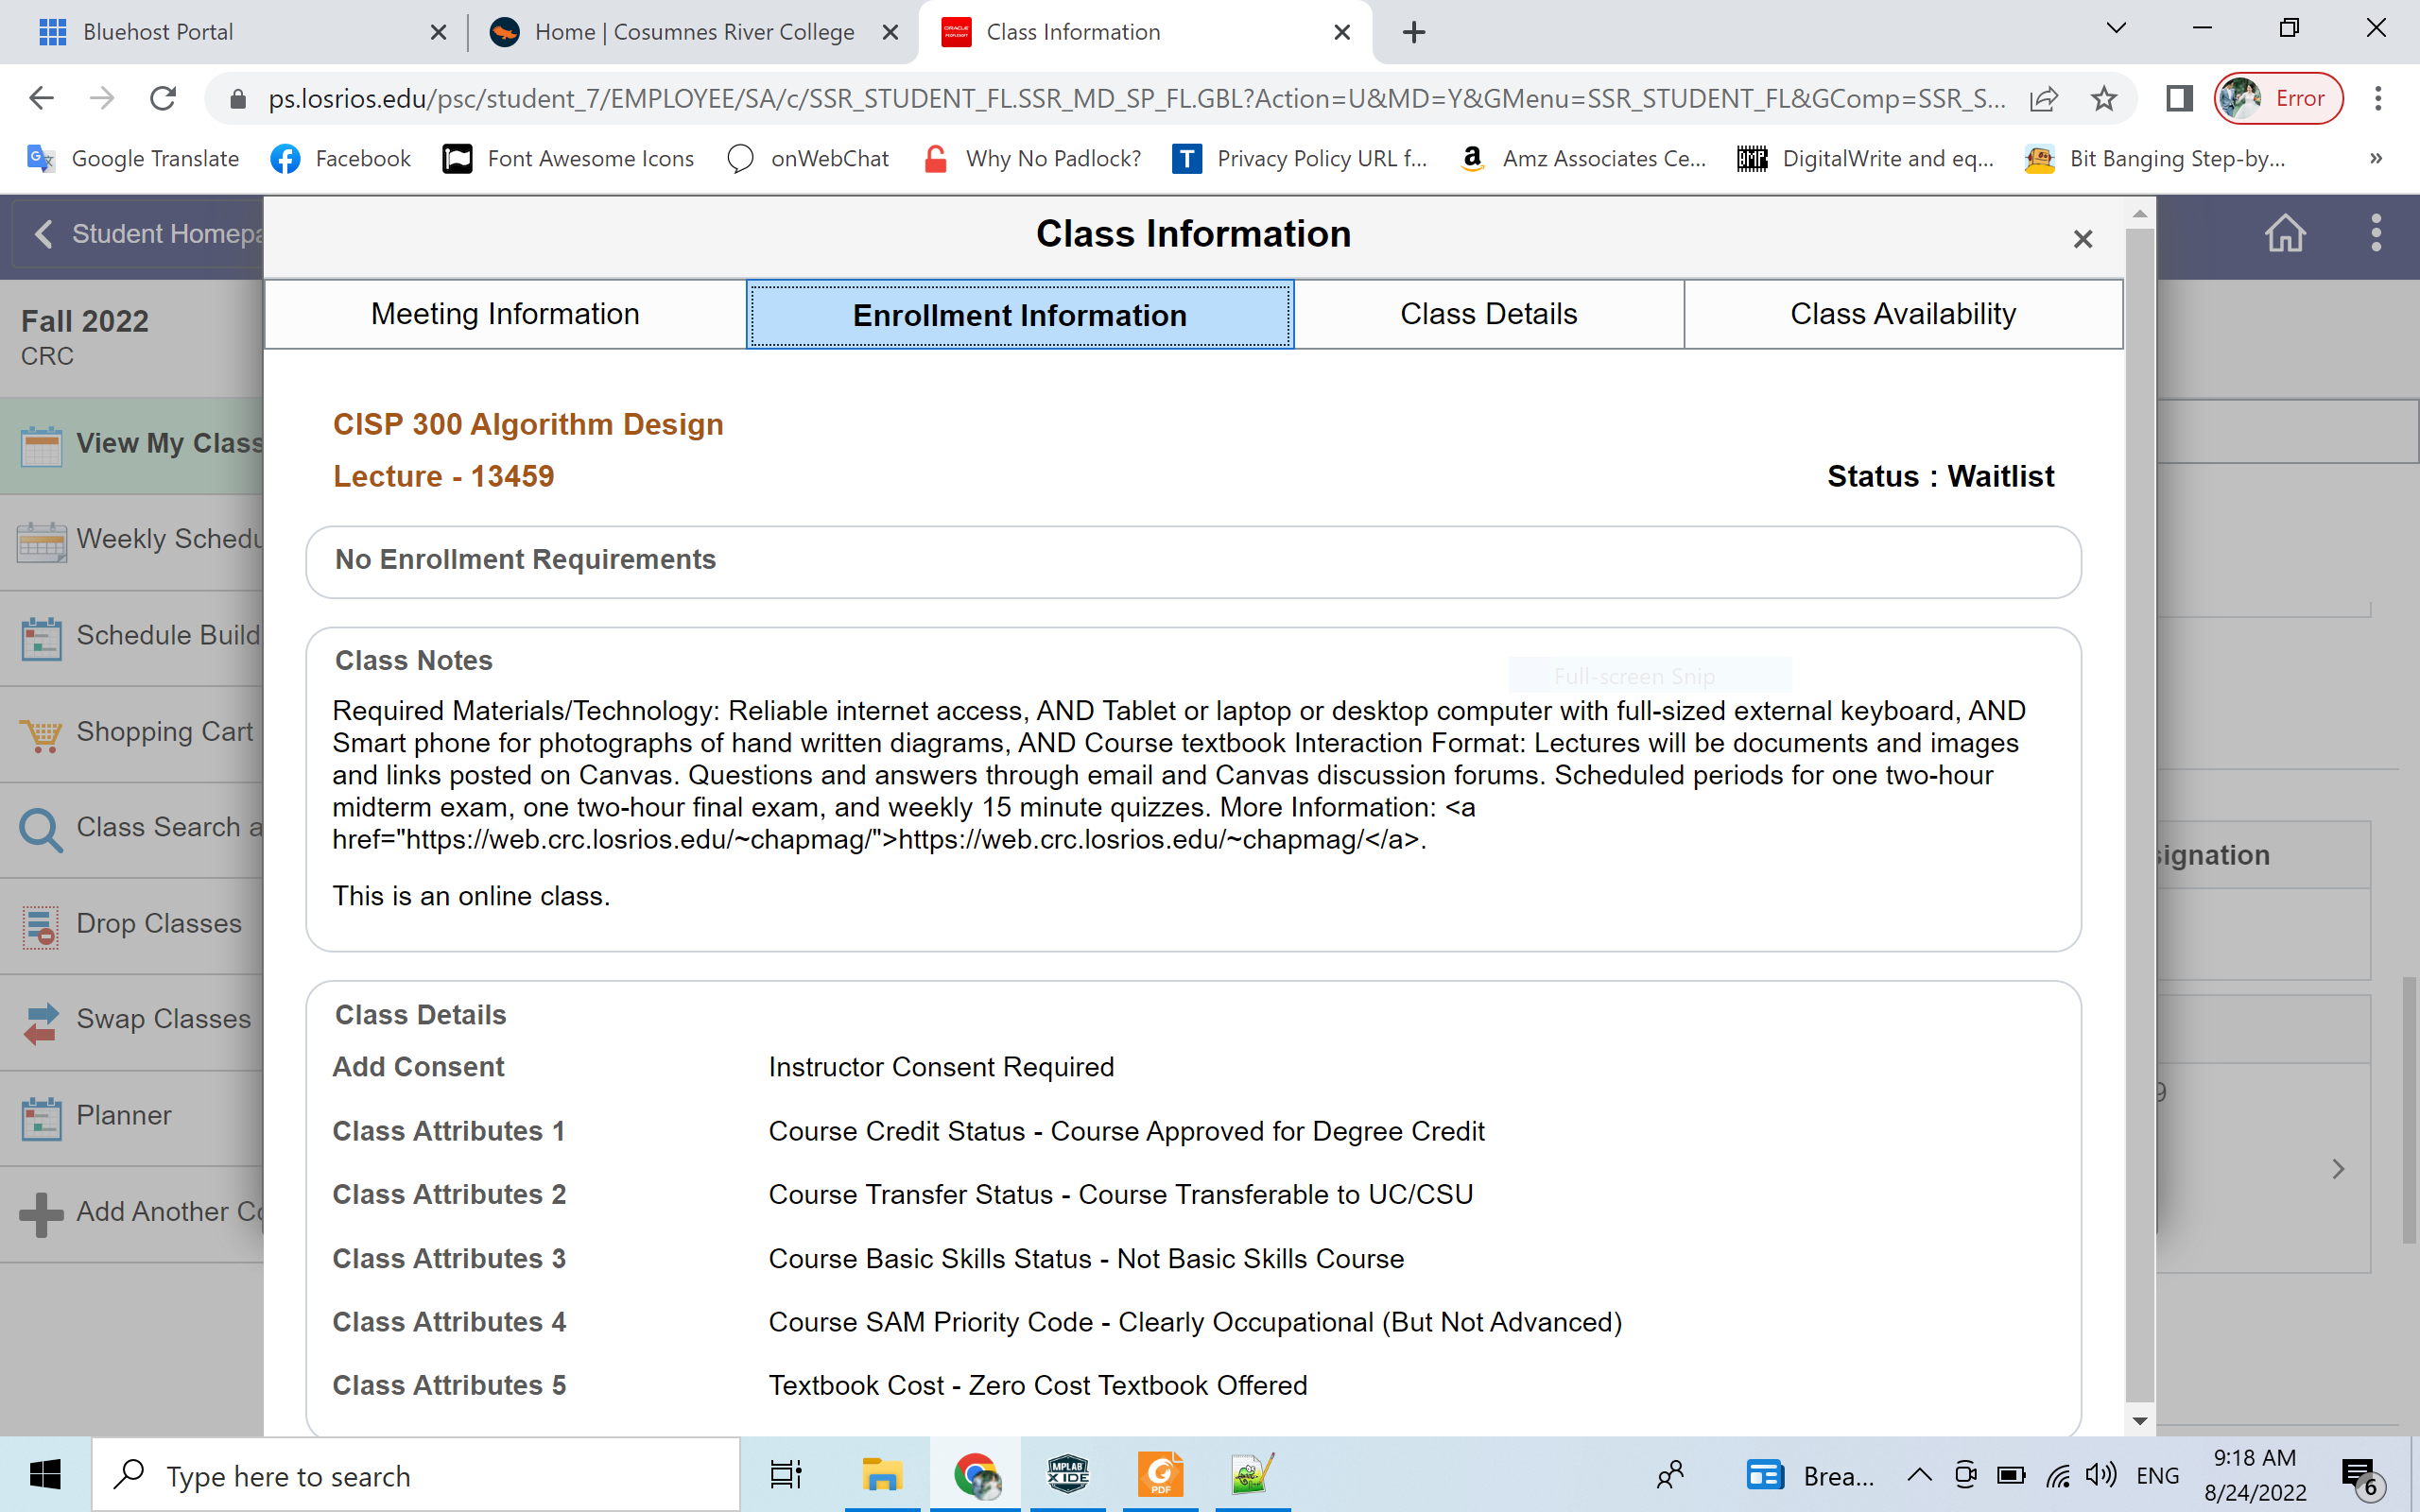 Bluehost Portal
Home | Cosumnes River College
Class Information
ps.losrios.edu/psc/student_7/EMPLOYEE/SA/c/SSR_STUDENT_FL.SSR_MD_SP_FL.GBL?Action=U&MD=Y&GMenu=SSR_STUDENT_FL&GComp=SSR_S...
Error
Google Translate
Facebook
Font Awesome Icons
onWebChat
Why No Padlock?
Privacy Policy URL f...
Amz Associates Ce...
DigitalWrite and eq...
Bit Banging Step-by...
»
Student Homepa
Class Information
Meeting Information
Enrollment Information
Class Details
Class Availability
Fall 2022
CRC
View My Class
Weekly Schedu
Schedule Build
Shopping Cart
Class Search a
Drop Classes
Swap Classes
Planner
Add Another Co
CISP 300 Algorithm Design
Lecture - 13459
Status : Waitlist
No Enrollment Requirements
Class Notes
Full-screen Snip
Required Materials/Technology: Reliable internet access, AND Tablet or laptop or desktop computer with full-sized external keyboard, AND
Smart phone for photographs of hand written diagrams, AND Course textbook Interaction Format: Lectures will be documents and images
and links posted on Canvas. Questions and answers through email and Canvas discussion forums. Scheduled periods for one two-hour
midterm exam, one two-hour final exam, and weekly 15 minute quizzes. More Information: <a
href="https://web.crc.losrios.edu/~chapmag/">https://web.crc.losrios.edu/~chapmag/</a>.
This is an online class.
Class Details
Add Consent Instructor Consent Required
Class Attributes 1 Course Credit Status - Course Approved for Degree Credit
Class Attributes 2 Course Transfer Status - Course Transferable to UC/CSU
Class Attributes 3 Course Basic Skills Status - Not Basic Skills Course
Class Attributes 4 Course SAM Priority Code - Clearly Occupational (But Not Advanced)
Class Attributes 5 Textbook Cost - Zero Cost Textbook Offered
signation
9
Type here to search
MPLAB
X IDE
PDF
Brea...
ENG
9:18 AM
8/24/2022
6